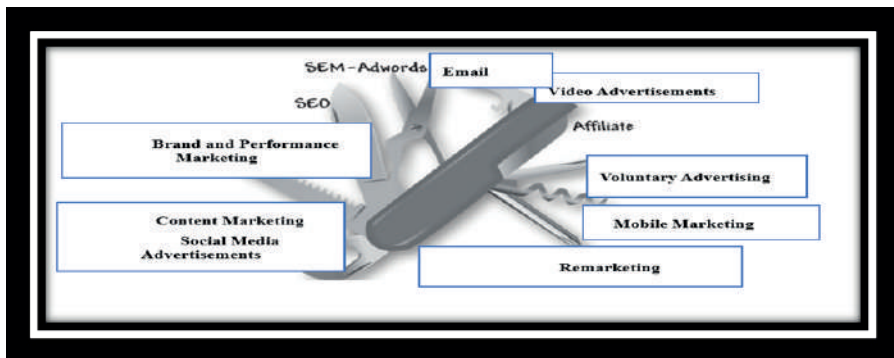 SEM-Adwords
Email
Video Advertisements
SEO
Affiliate
Brand and Performance
Marketing
Voluntary Advertising
Content Marketing
Social Media
Advertisements
Mobile Marketing
Remarketing